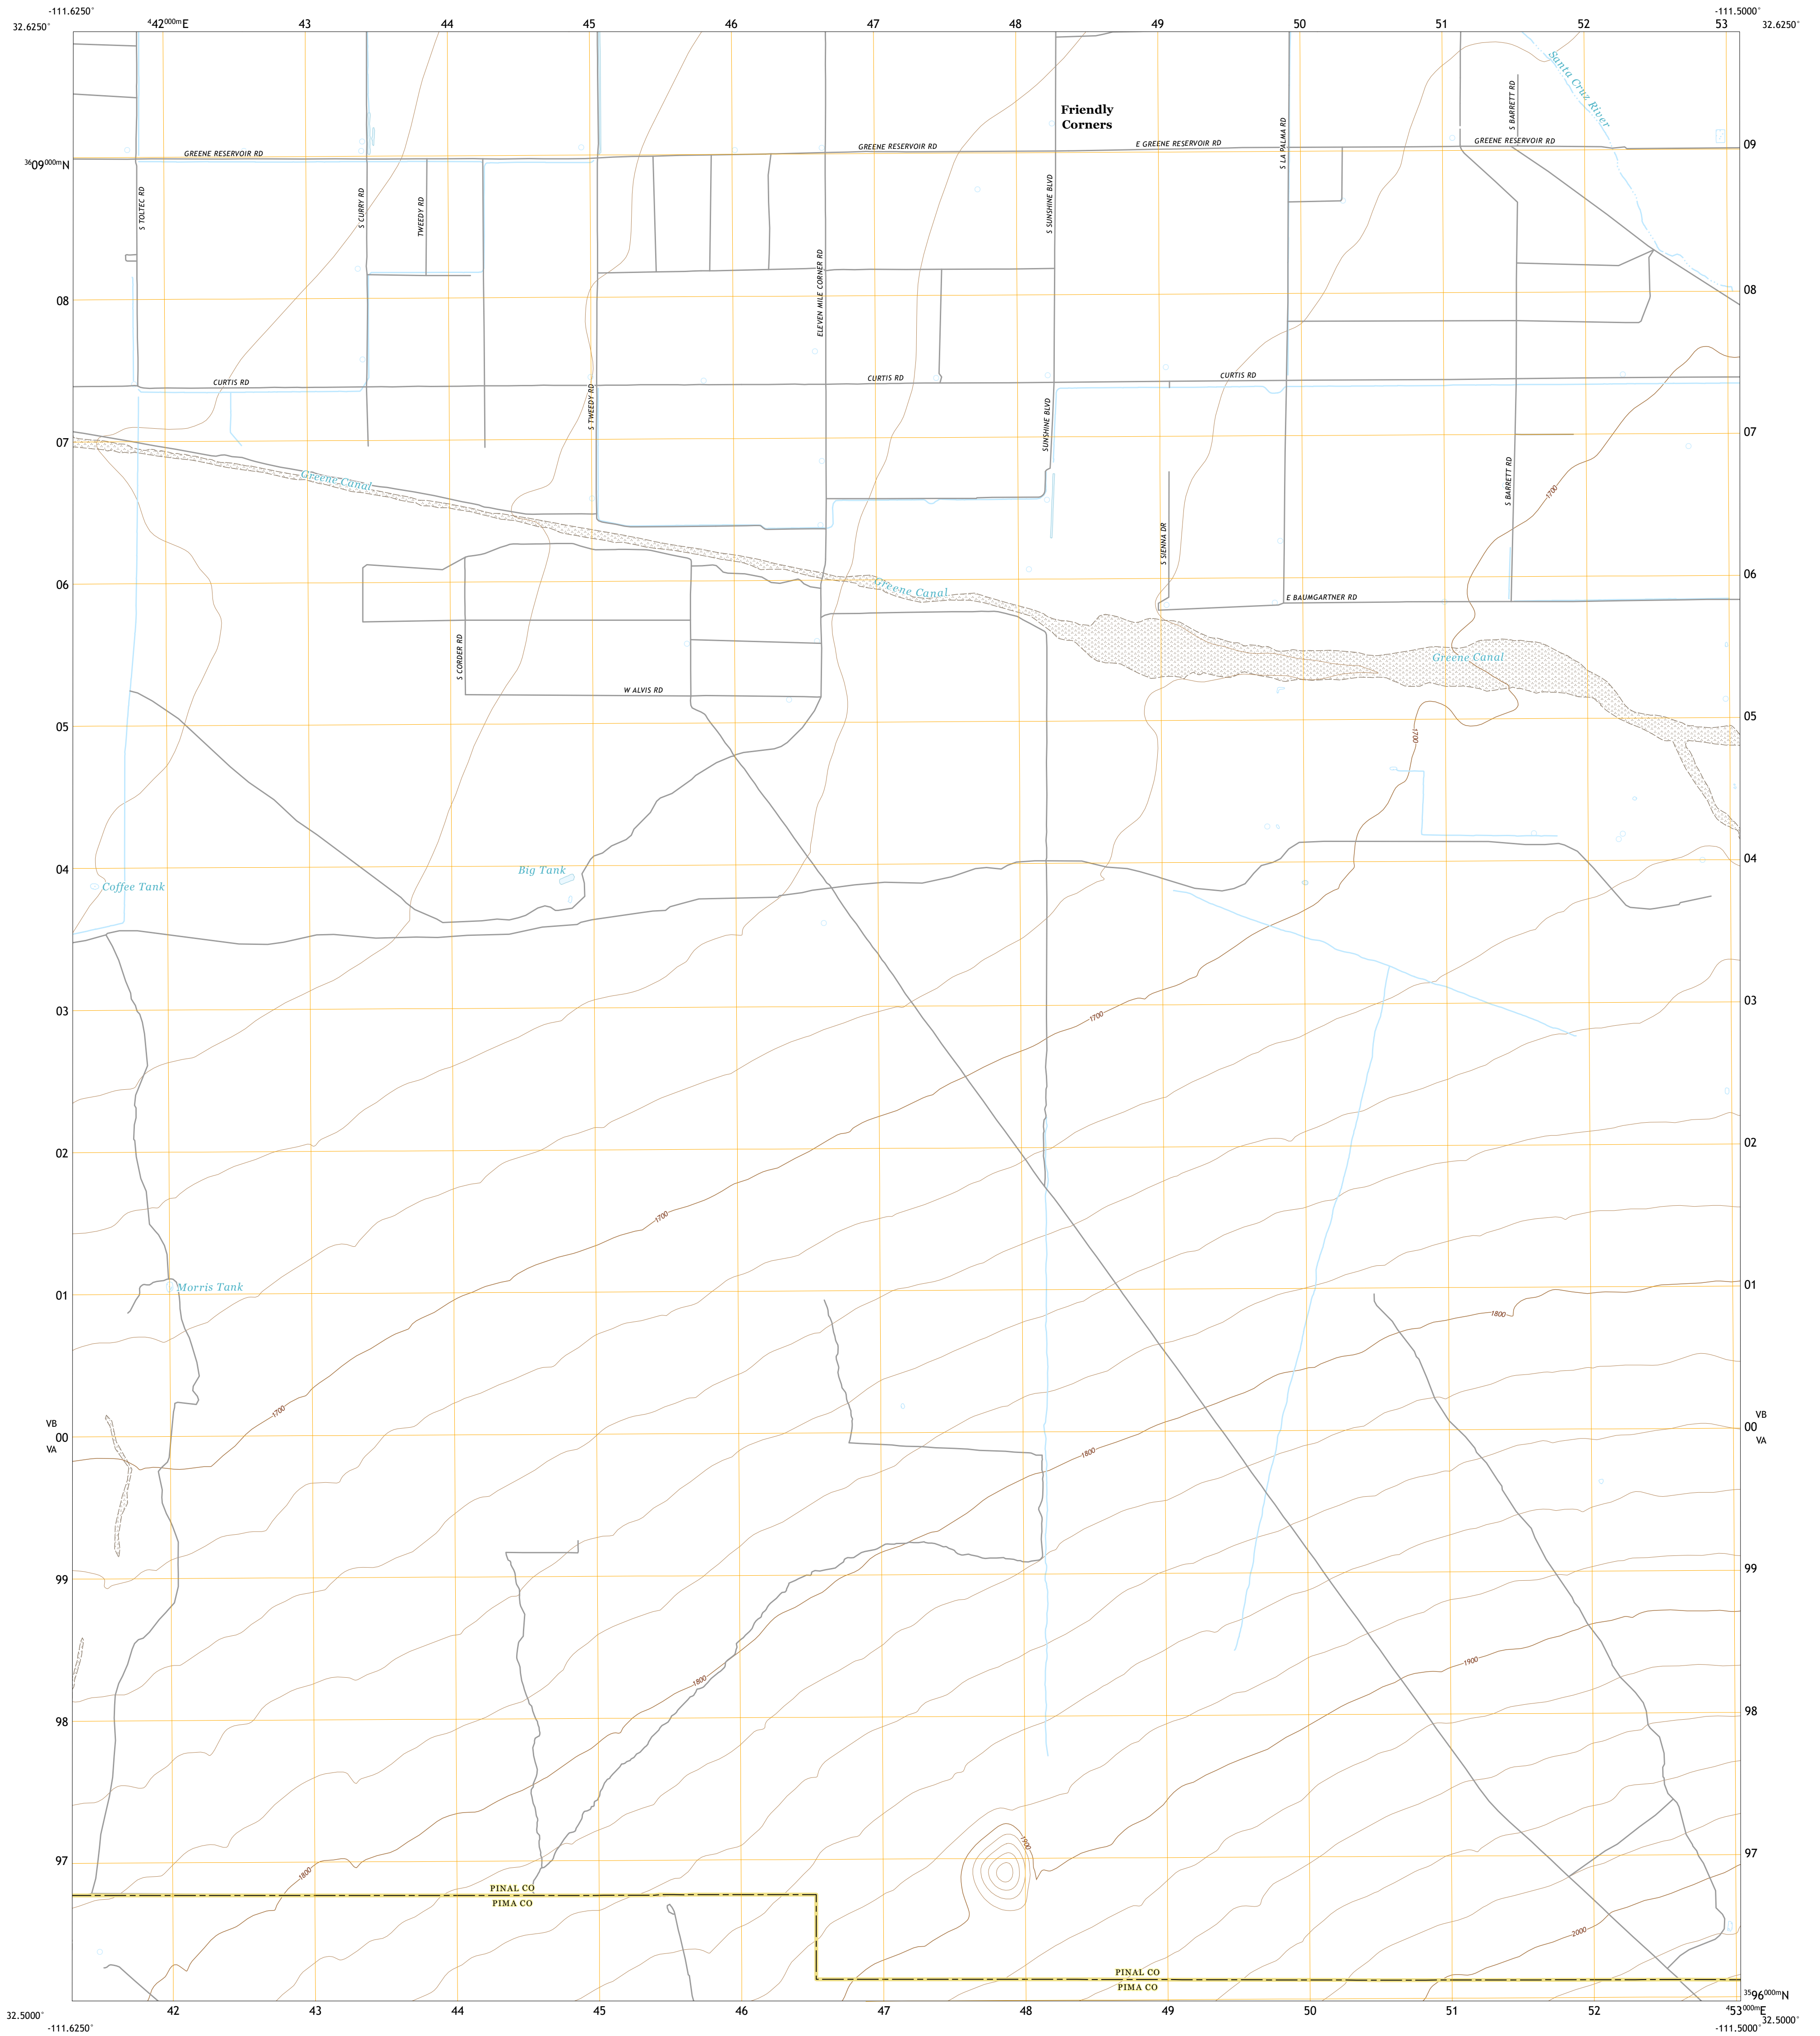 -111.6250°
-111.5000°
32.6250°
⁴42⁰⁰⁰ᵐE
43
44
45
46
47
48
49
50
51
52
53
32.6250°
Santa Cruz River
Friendly
Corners
S BARRETT RD
S LA PALMA RD
³⁶09⁰⁰⁰ᵐN
GREENE RESERVOIR RD
GREENE RESERVOIR RD
E GREENE RESERVOIR RD
GREENE RESERVOIR RD
09
S TOLTEC RD
S CURRY RD
TWEEDY RD
S SUNSHINE BLVD
ELEVEN MILE CORNER RD
08
08
CURTIS RD
CURTIS RD
CURTIS RD
S TWEEDY RD
SUNSHINE BLVD
07
07
Greene Canal
S BARRETT RD
1700
S SIENNA DR
06
06
Greene Canal
E BAUMGARTNER RD
S CORDER RD
Greene Canal
W ALVIS RD
05
05
1700
04
04
Big Tank
Coffee Tank
03
03
1700
02
02
1700
Morris Tank
01
01
1800
1700
VB
00
VA
VB
00
VA
1800
99
99
1900
1800
98
98
1900
97
97
1800
PINAL CO
PIMA CO
2000
PINAL CO
PIMA CO
³⁵96⁰⁰⁰ᵐN
32.5000°
42
43
44
45
46
47
48
49
50
51
52
⁴53⁰⁰⁰ᵐE
32.5000°
-111.6250°
-111.5000°